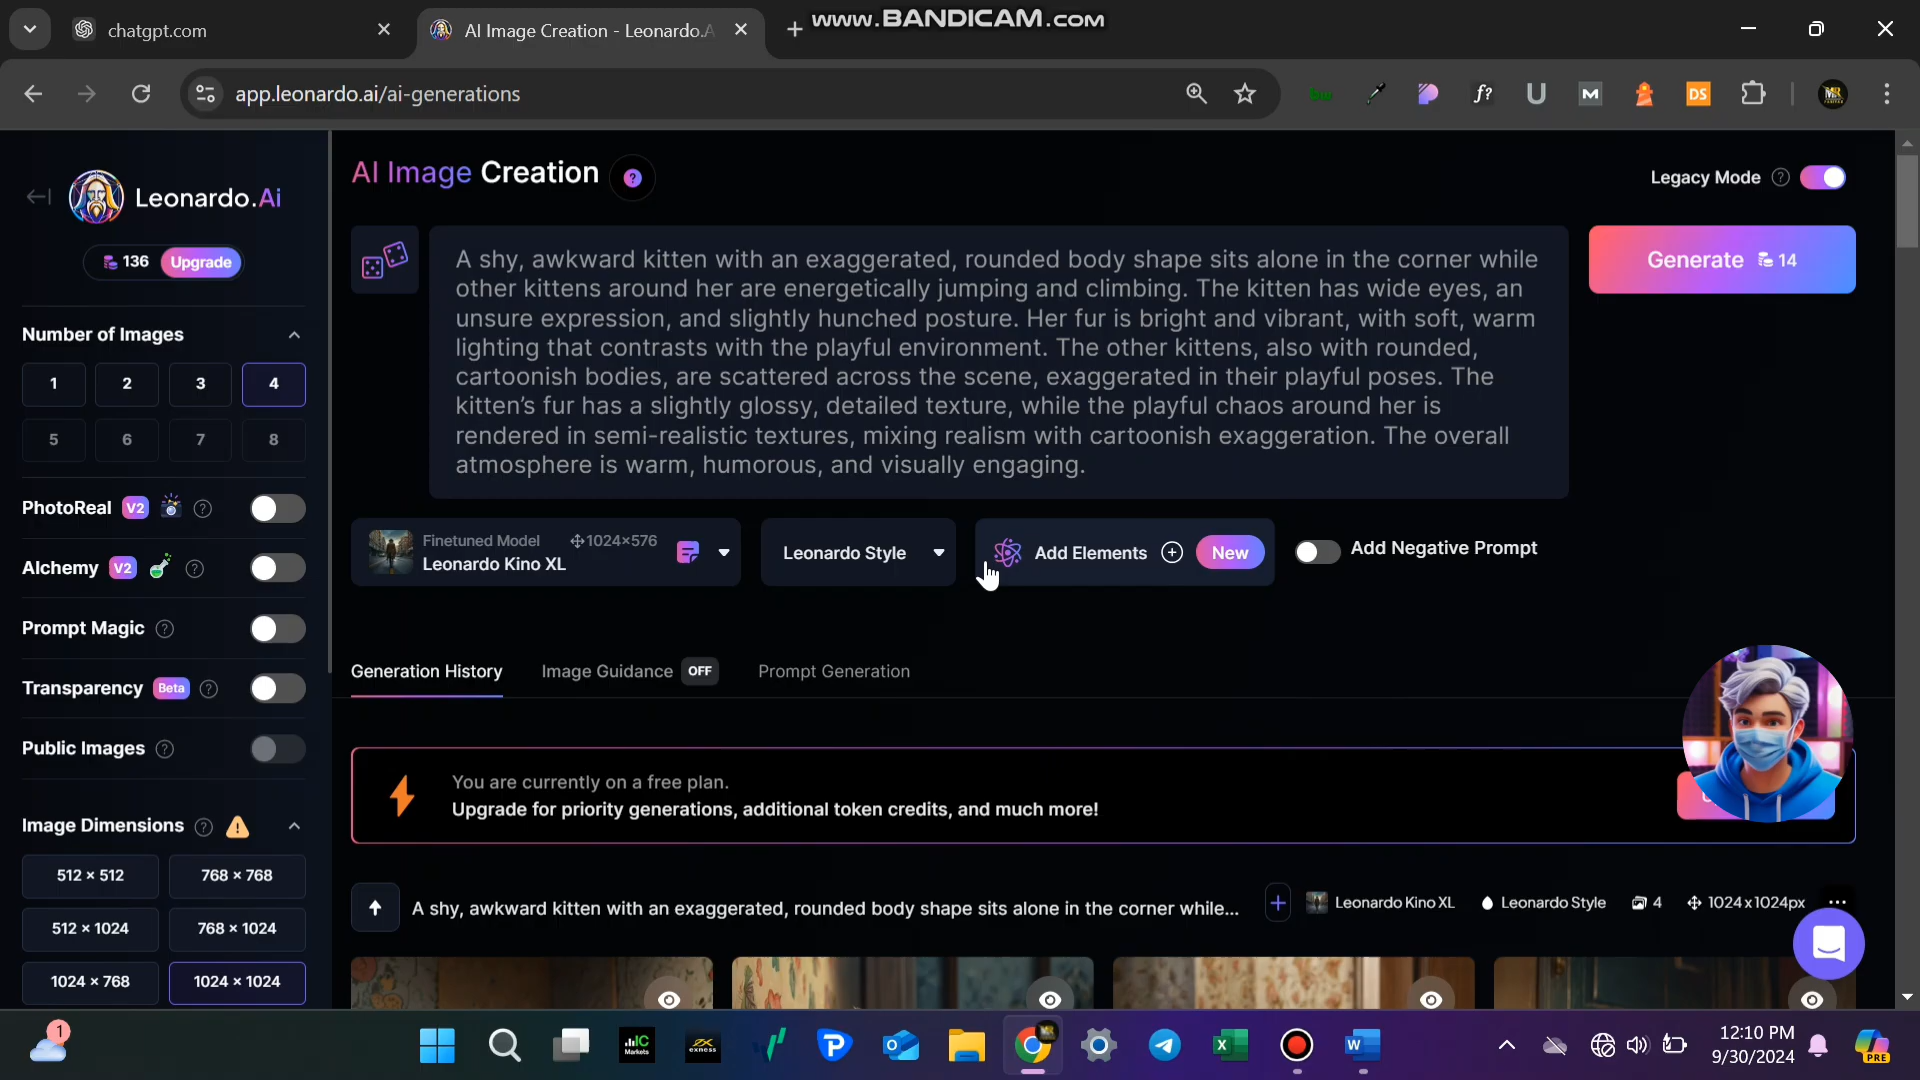 chatgpt.com
AI Image Creation - Leonardo.A
www.BANDICAM.com
app.leonardo.ai/ai-generations
Leonardo.Ai
136 Upgrade
Number of Images
1 2 3 4
5 6 7 8
PhotoReal V2
Alchemy V2
Prompt Magic
Transparency Beta
Public Images
Image Dimensions
512 × 512 768 × 768
512 × 1024 768 × 1024
1024 × 768 1024 × 1024
AI Image Creation ?
Legacy Mode ?
A shy, awkward kitten with an exaggerated, rounded body shape sits alone in the corner while
other kittens around her are energetically jumping and climbing. The kitten has wide eyes, an
unsure expression, and slightly hunched posture. Her fur is bright and vibrant, with soft, warm
lighting that contrasts with the playful environment. The other kittens, also with rounded,
cartoonish bodies, are scattered across the scene, exaggerated in their playful poses. The
kitten's fur has a slightly glossy, detailed texture, while the playful chaos around her is
rendered in semi-realistic textures, mixing realism with cartoonish exaggeration. The overall
atmosphere is warm, humorous, and visually engaging.
Generate 14
Finetuned Model 1024×576
Leonardo Kino XL
Leonardo Style
Add Elements New
Add Negative Prompt
Generation History Image Guidance OFF Prompt Generation
You are currently on a free plan.
Upgrade for priority generations, additional token credits, and much more!
A shy, awkward kitten with an exaggerated, rounded body shape sits alone in the corner while...
Leonardo Kino XL Leonardo Style 4 1024x1024px
12:10 PM
9/30/2024